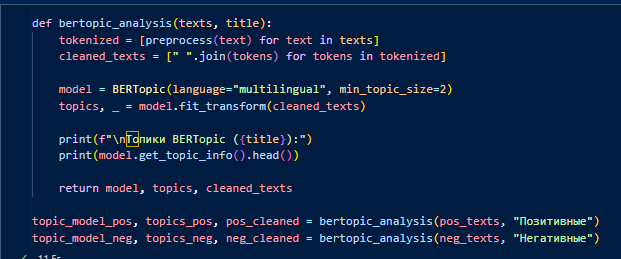 def bertopic_analysis(texts, title):
    tokenized = [preprocess(text) for text in texts]
    cleaned_texts = [" ".join(tokens) for tokens in tokenized]
    model = BERTopic(language="multilingual", min_topic_size=2)
    topics, _ = model.fit_transform(cleaned_texts)
    print(f"\nТопики BERTopic ({title}):")
    print(model.get_topic_info().head())
    return model, topics, cleaned_texts
topic_model_pos, topics_pos, pos_cleaned = bertopic_analysis(pos_texts, "Позитивные")
topic_model_neg, topics_neg, neg_cleaned = bertopic_analysis(neg_texts, "Негативные")